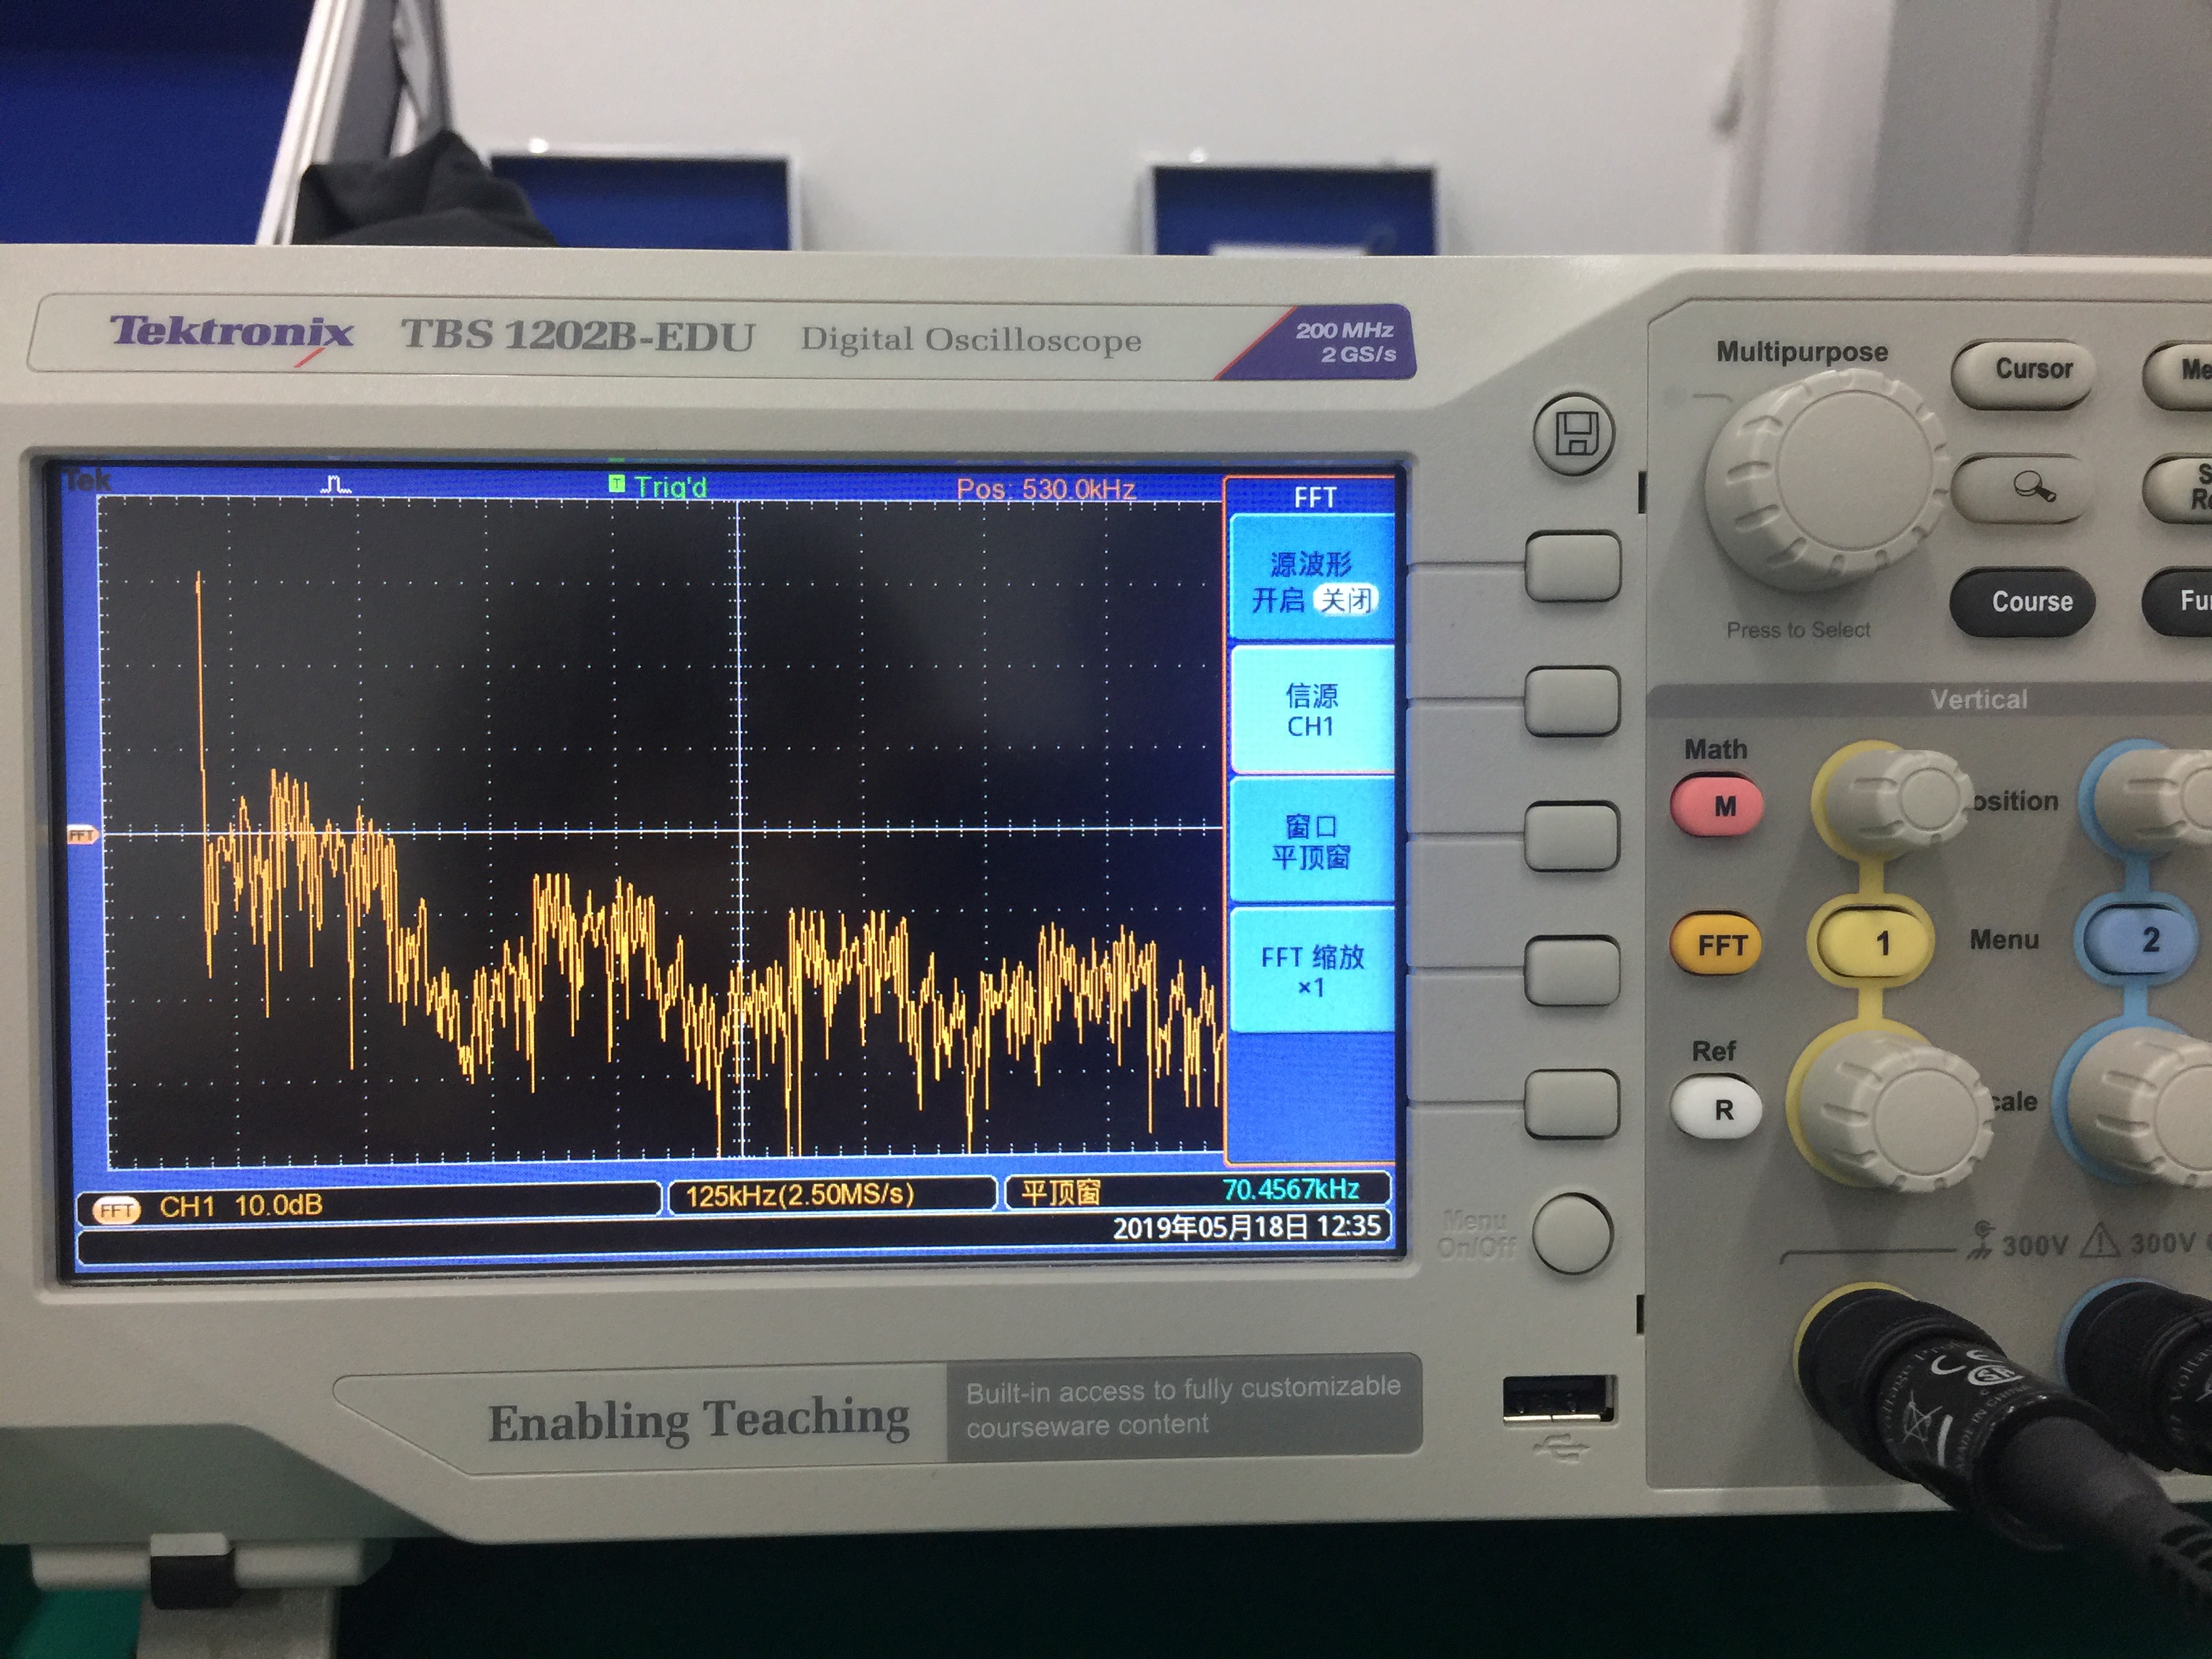 Tektronix TBS 1202B-EDU Digital Oscilloscope
200 MHz
2 GS/s
Tek
T Trig'd
Pos: 530.0kHz
FFT
源波形
开启 关闭
信源
CH1
窗口
平顶窗
FFT 缩放
×1
FFT
FFT CH1 10.0dB
125kHz(2.50MS/s)
平顶窗 70.4567kHz
2019年05月18日 12:35
Enabling Teaching
Built-in access to fully customizable
courseware content
Menu
On/Off
Multipurpose
Press to Select
Cursor
Course
Vertical
Math
M
FFT
Ref
R
1
Menu
2
300V
300V
MADE IN CHINA